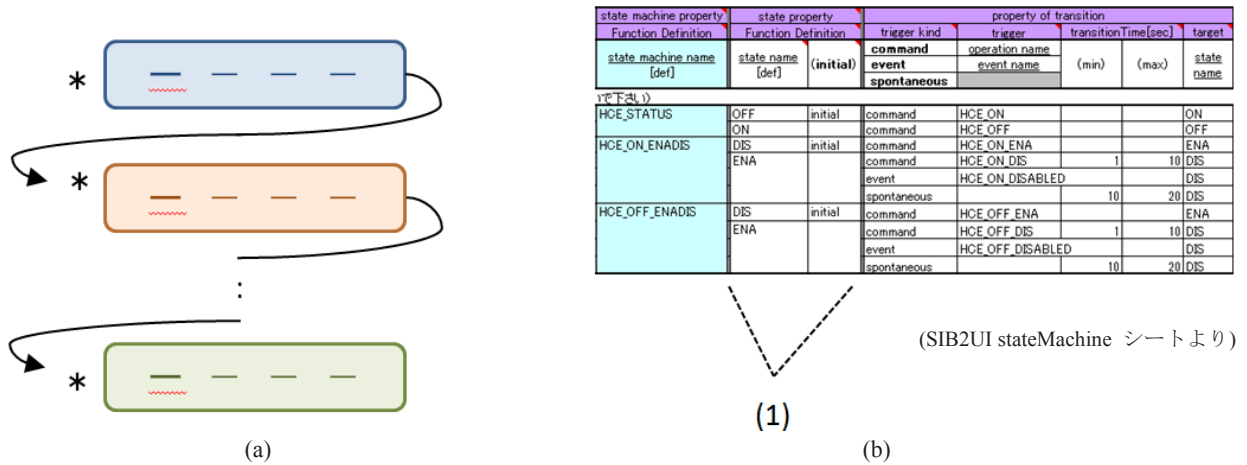 *
*
:
*
(a)
state machine property state property property of transition
Function Definition Function Definition trigger kind trigger transitionTime[sec] target
state machine name [def] state name [def] (initial) command event spontaneous operation name event name (min) (max) state name
で下さい)
HCE_STATUS OFF initial command HCE_ON ON
ON command HCE_OFF OFF
HCE_ON_ENADIS DIS initial command HCE_ON_ENA ENA
ENA command HCE_ON_DIS 1 10 DIS
event HCE_ON_DISABLED DIS
spontaneous 10 20 DIS
HCE_OFF_ENADIS DIS initial command HCE_OFF_ENA ENA
ENA command HCE_OFF_DIS 1 10 DIS
event HCE_OFF_DISABLED DIS
spontaneous 10 20 DIS
(SIB2UI stateMachine シートより)
(1)
(b)